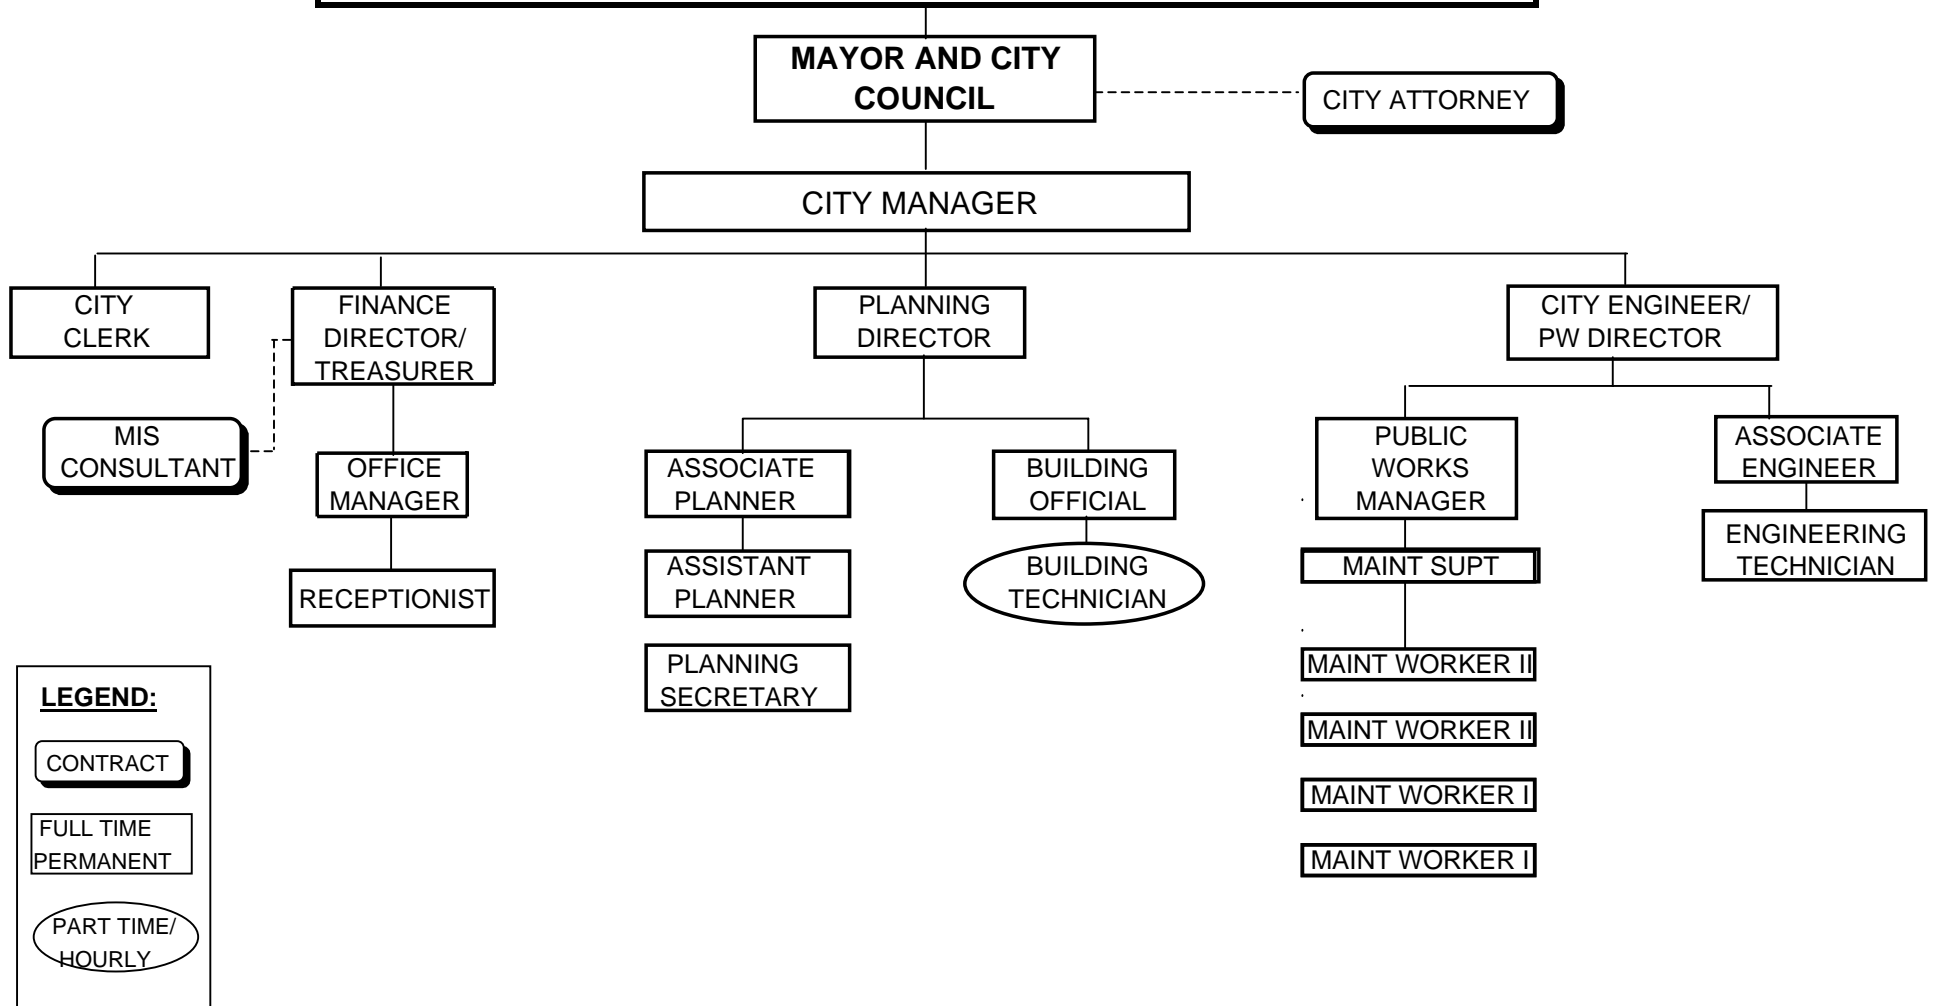 MAYOR AND CITY
COUNCIL
CITY ATTORNEY
CITY MANAGER
CITY
CLERK
FINANCE
DIRECTOR/
TREASURER
PLANNING
DIRECTOR
CITY ENGINEER/
PW DIRECTOR
MIS
CONSULTANT
OFFICE
MANAGER
RECEPTIONIST
ASSOCIATE
PLANNER
ASSISTANT
PLANNER
PLANNING
SECRETARY
BUILDING
OFFICIAL
BUILDING
TECHNICIAN
PUBLIC
WORKS
MANAGER
MAINT SUPT
MAINT WORKER II
MAINT WORKER II
MAINT WORKER I
MAINT WORKER I
ASSOCIATE
ENGINEER
ENGINEERING
TECHNICIAN
LEGEND:
CONTRACT
FULL TIME
PERMANENT
PART TIME/
HOURLY